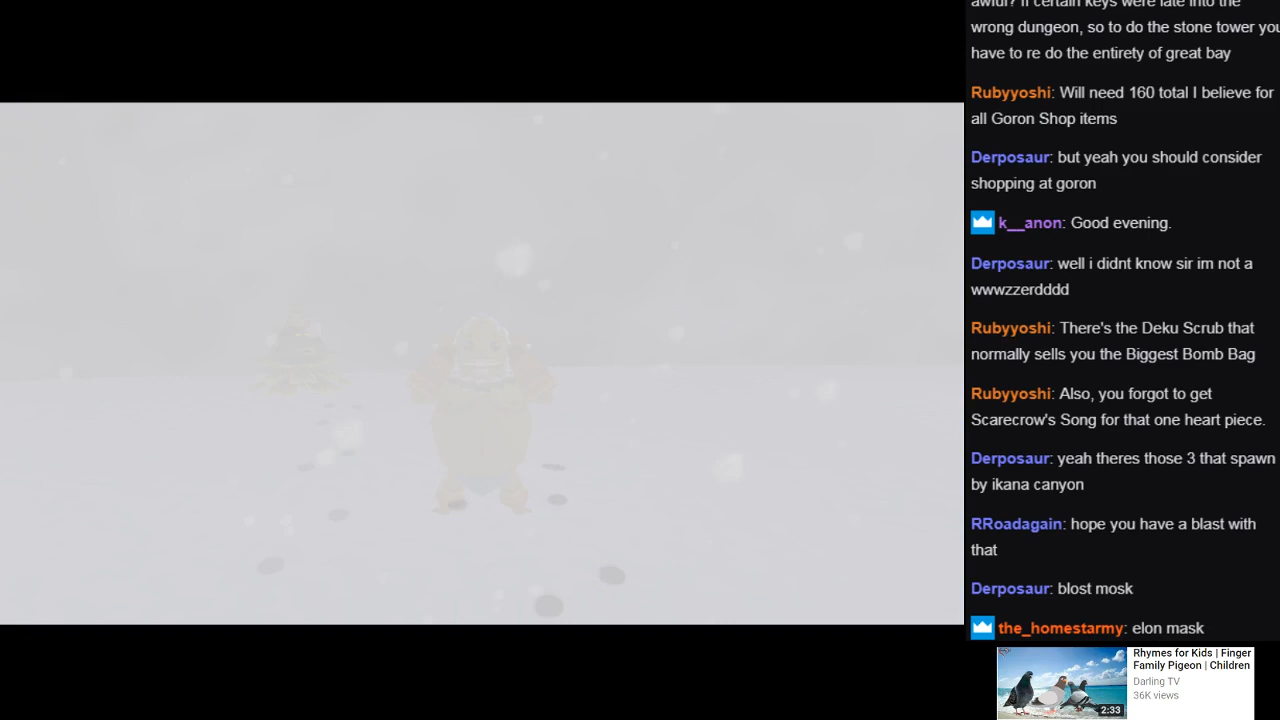 awful? If certain keys were late into the
wrong dungeon, so to do the stone tower you
have to re do the entirety of great bay
Rubyyoshi: Will need 160 total I believe for
all Goron Shop items
Derposaur: but yeah you should consider
shopping at goron
k__anon: Good evening.
Derposaur: well i didnt know sir im not a
wwwzzerdddd
Rubyyoshi: There's the Deku Scrub that
normally sells you the Biggest Bomb Bag
Rubyyoshi: Also, you forgot to get
Scarecrow's Song for that one heart piece.
Derposaur: yeah theres those 3 that spawn
by ikana canyon
RRoadagain: hope you have a blast with
that
Derposaur: blost mosk
the_homestarmy: elon mask
Rhymes for Kids | Finger
Family Pigeon | Children
Darling TV
36K views
2:33